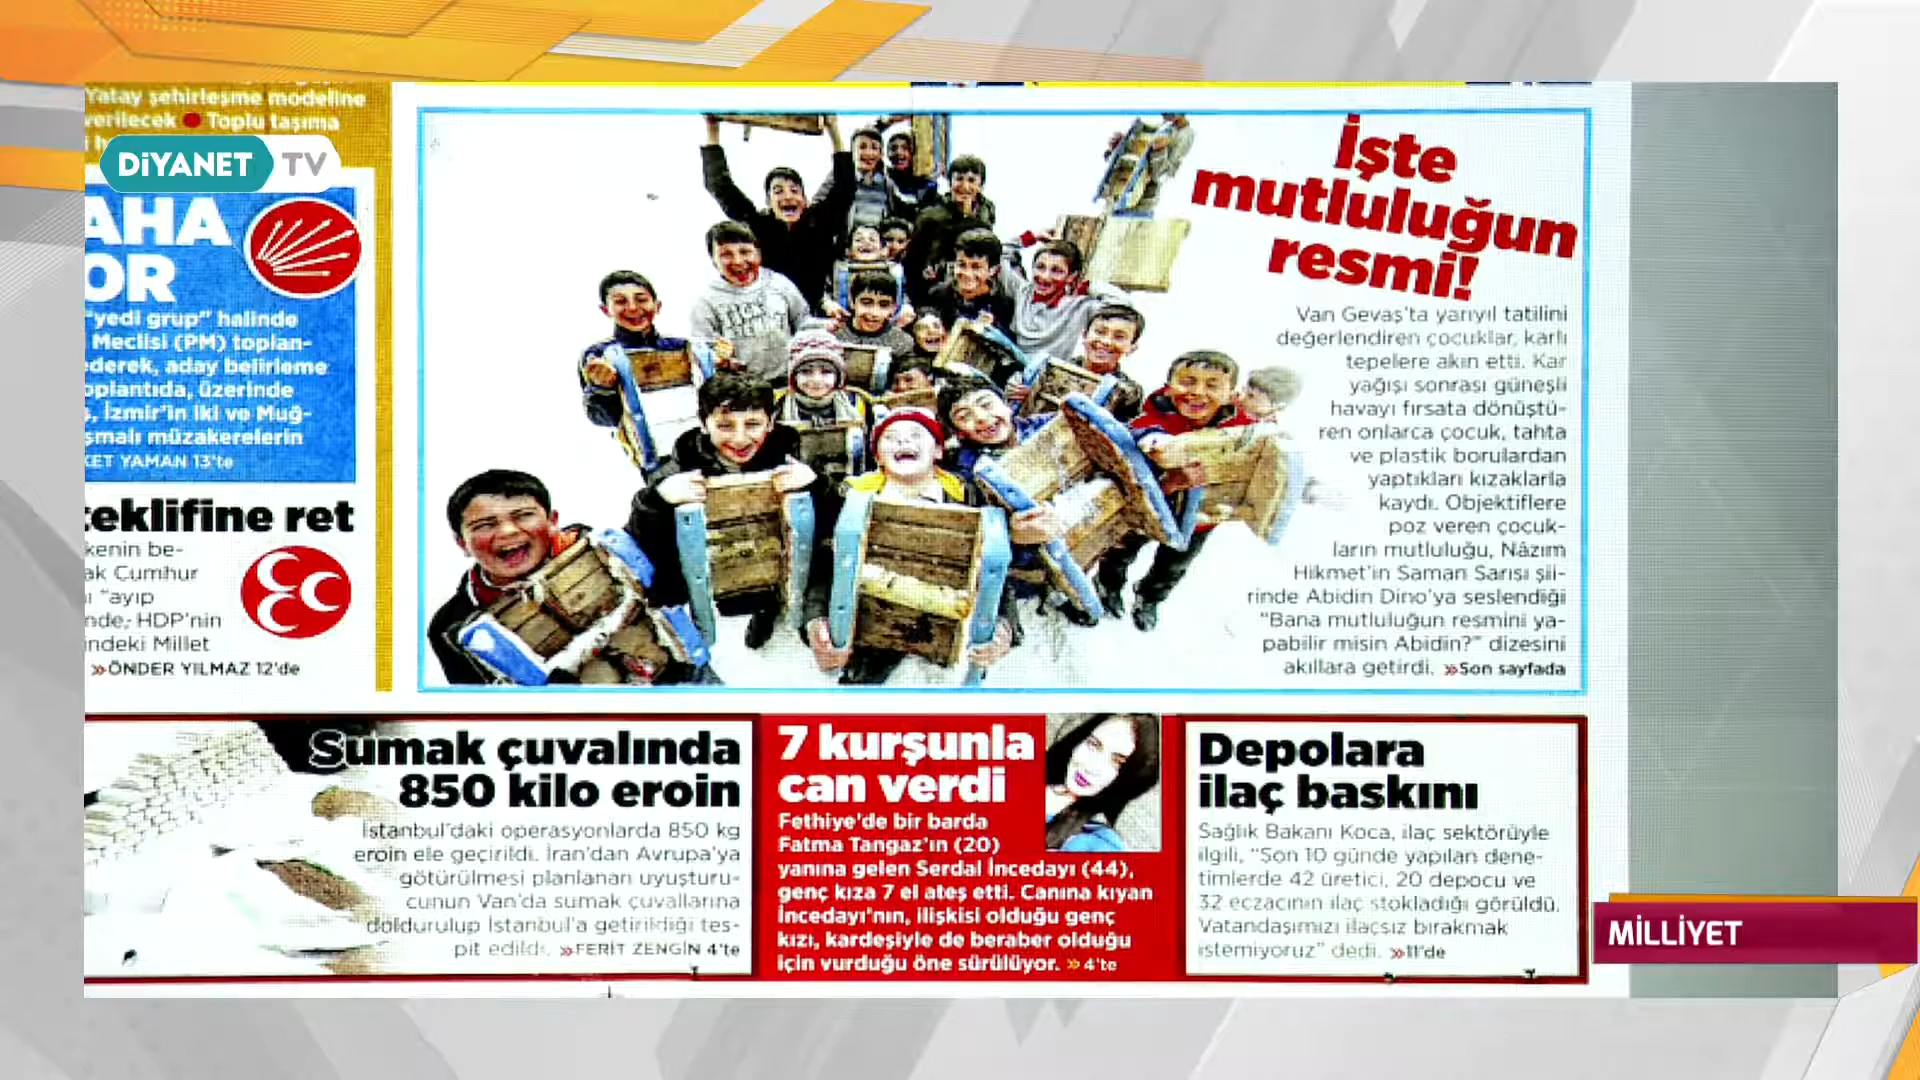 Yatay şehirleşme modeline
verilecek ● Toplu taşıma
DİYANET TV
AHA
OR
"yedi grup" halinde
Meclisi (PM) toplan-
ederek, aday belirleme
oplantıda, üzerinde
ş, İzmir'in iki ve Muğ-
şmalı müzakerelerin
KET YAMAN 13'te
teklifine ret
kenin be-
ak Cumhur
"ayıp
nde, HDP'nin
indeki Millet
»ÖNDER YILMAZ 12'de
İşte
mutluluğun
resmi!
Van Gevaş'ta yarıyıl tatilini
değerlendiren çocuklar, karlı
tepelere akın etti. Kar
yağışı sonrası güneşli
havayı fırsata dönüştü-
ren onlarca çocuk, tahta
ve plastik borulardan
yaptıkları kızaklarla
kaydı. Objektiflere
poz veren çocuk-
ların mutluluğu, Nâzım
Hikmet'in Saman Sarısı şii-
rinde Abidin Dino'ya seslendiği
"Bana mutluluğun resmini ya-
pabilir misin Abidin?" dizesini
akıllara getirdi. »Son sayfada
Sumak çuvalında
850 kilo eroin
İstanbul'daki operasyonlarda 850 kg
eroin ele geçirildi. İran'dan Avrupa'ya
götürülmesi planlanan uyuşturu-
cunun Van'da sumak çuvallarına
doldurulup İstanbul'a getirildiği tes-
pit edildi. »FERİT ZENGİN 4'te
7 kurşunla
can verdi
Fethiye'de bir barda
Fatma Tangaz'ın (20)
yanına gelen Serdal İncedayı (44),
genç kıza 7 el ateş etti. Canına kıyan
İncedayı'nın, ilişkisi olduğu genç
kızı, kardeşiyle de beraber olduğu
için vurduğu öne sürülüyor. » 4'te
Depolara
ilaç baskını
Sağlık Bakanı Koca, ilaç sektörüyle
ilgili, "Son 10 günde yapılan dene-
timlerde 42 üretici, 20 depocu ve
32 eczacının ilaç stokladığı görüldü.
Vatandaşımızı ilaçsız bırakmak
istemiyoruz" dedi. »11'de
MİLLİYET